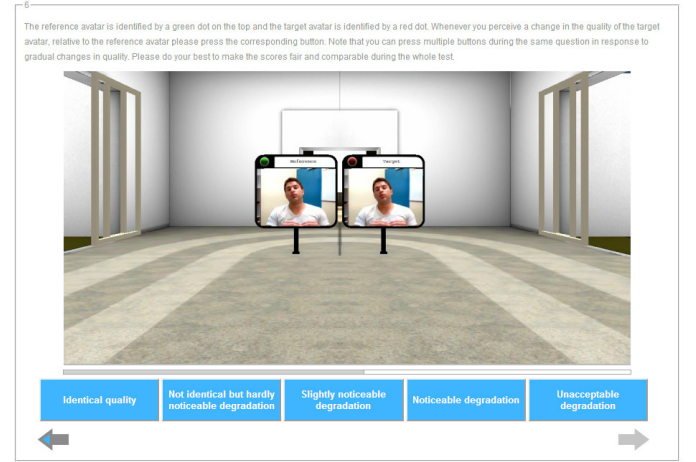 6
The reference avatar is identified by a green dot on the top and the target avatar is identified by a red dot. Whenever you perceive a change in the quality of the target
avatar, relative to the reference avatar please press the corresponding button. Note that you can press multiple buttons during the same question in response to
gradual changes in quality. Please do your best to make the scores fair and comparable during the whole test.
Reference Target
Identical quality
Not identical but hardly
noticeable degradation
Slightly noticeable
degradation
Noticeable degradation
Unacceptable
degradation